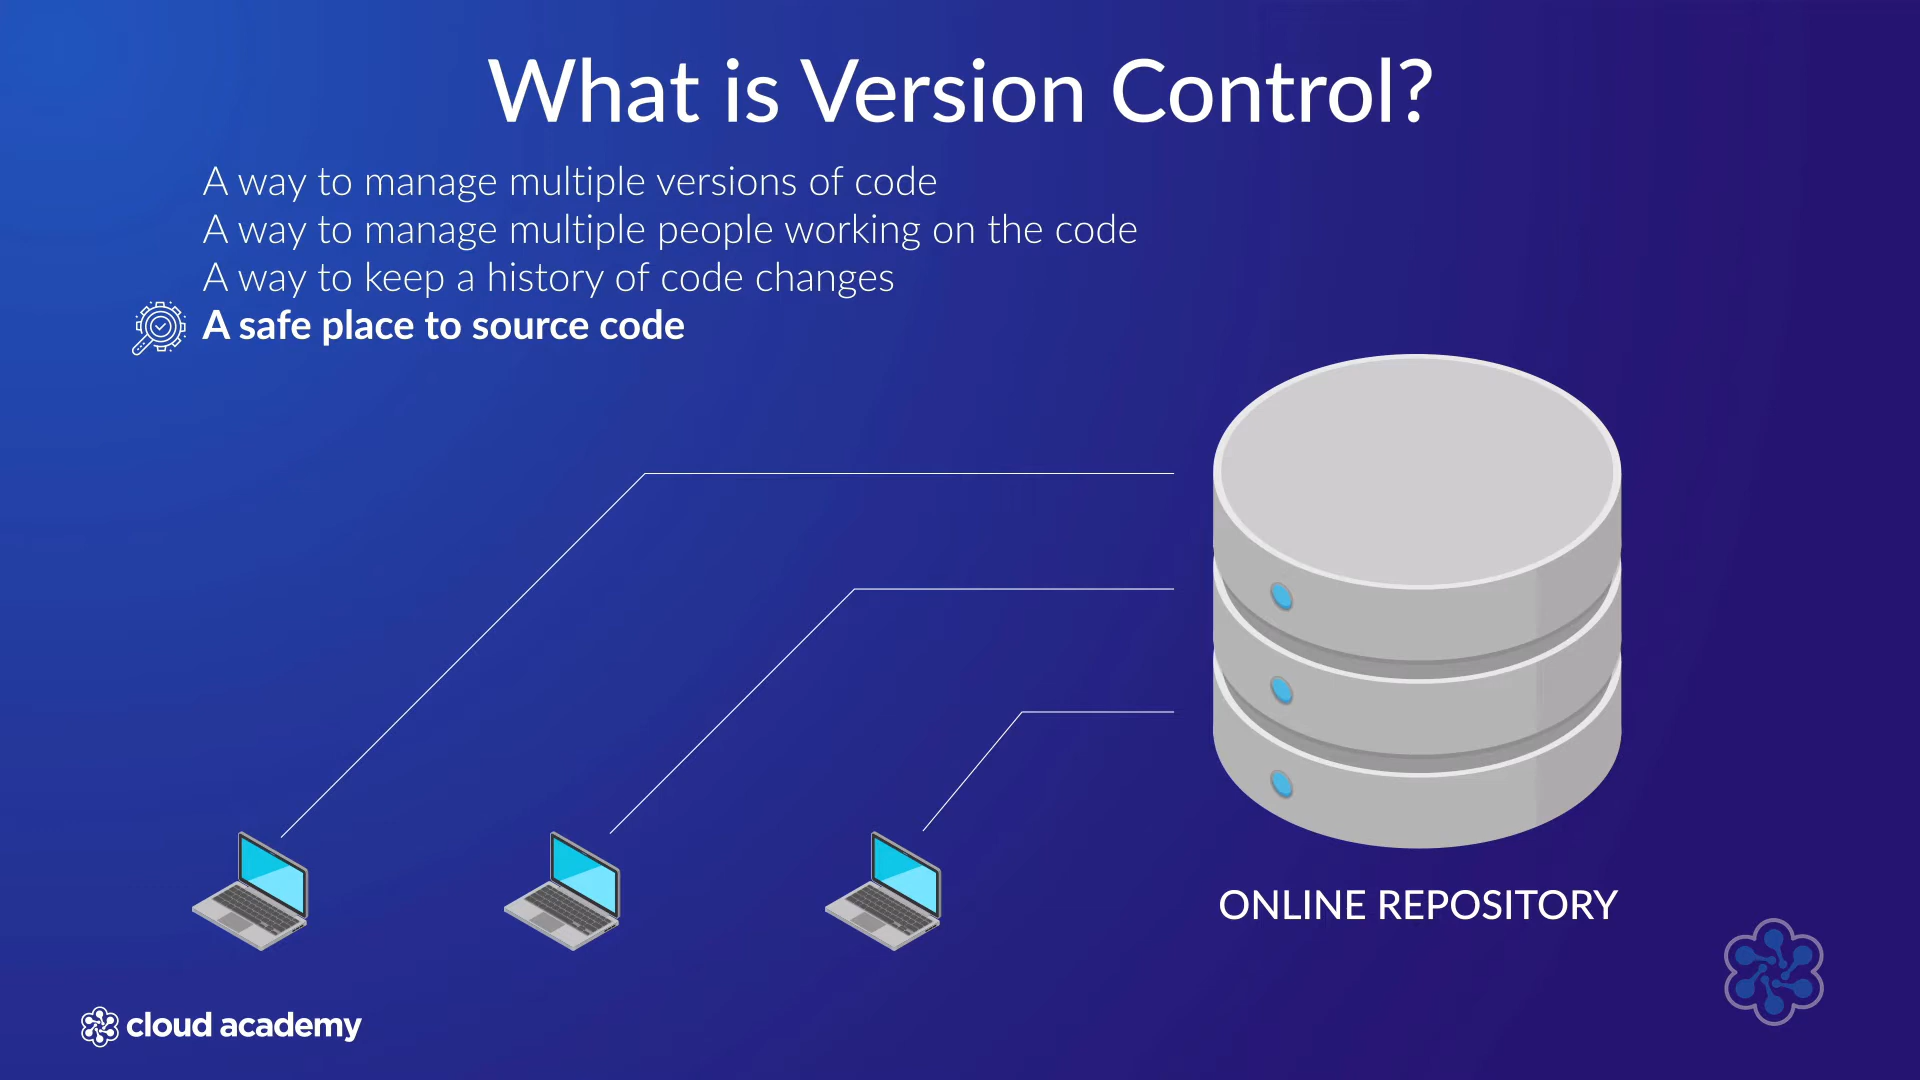 What is Version Control?
A way to manage multiple versions of code
A way to manage multiple people working on the code
A way to keep a history of code changes
A safe place to source code
ONLINE REPOSITORY
cloud academy